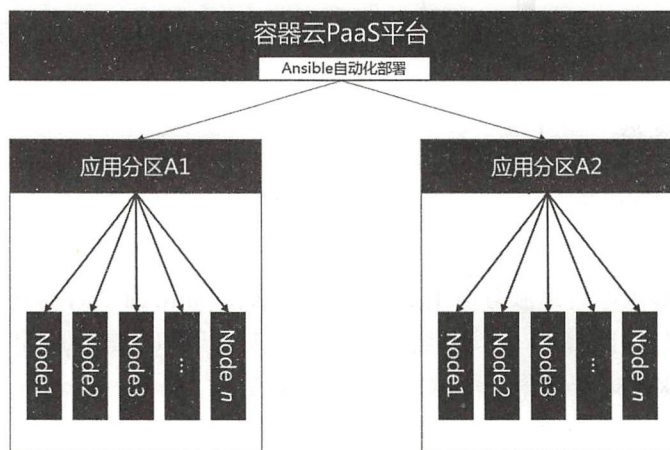 容器云PaaS平台
Ansible自动化部署
应用分区A1
应用分区A2
Node1
Node2
Node3
...
Node n
Node1
Node2
Node3
...
Node n